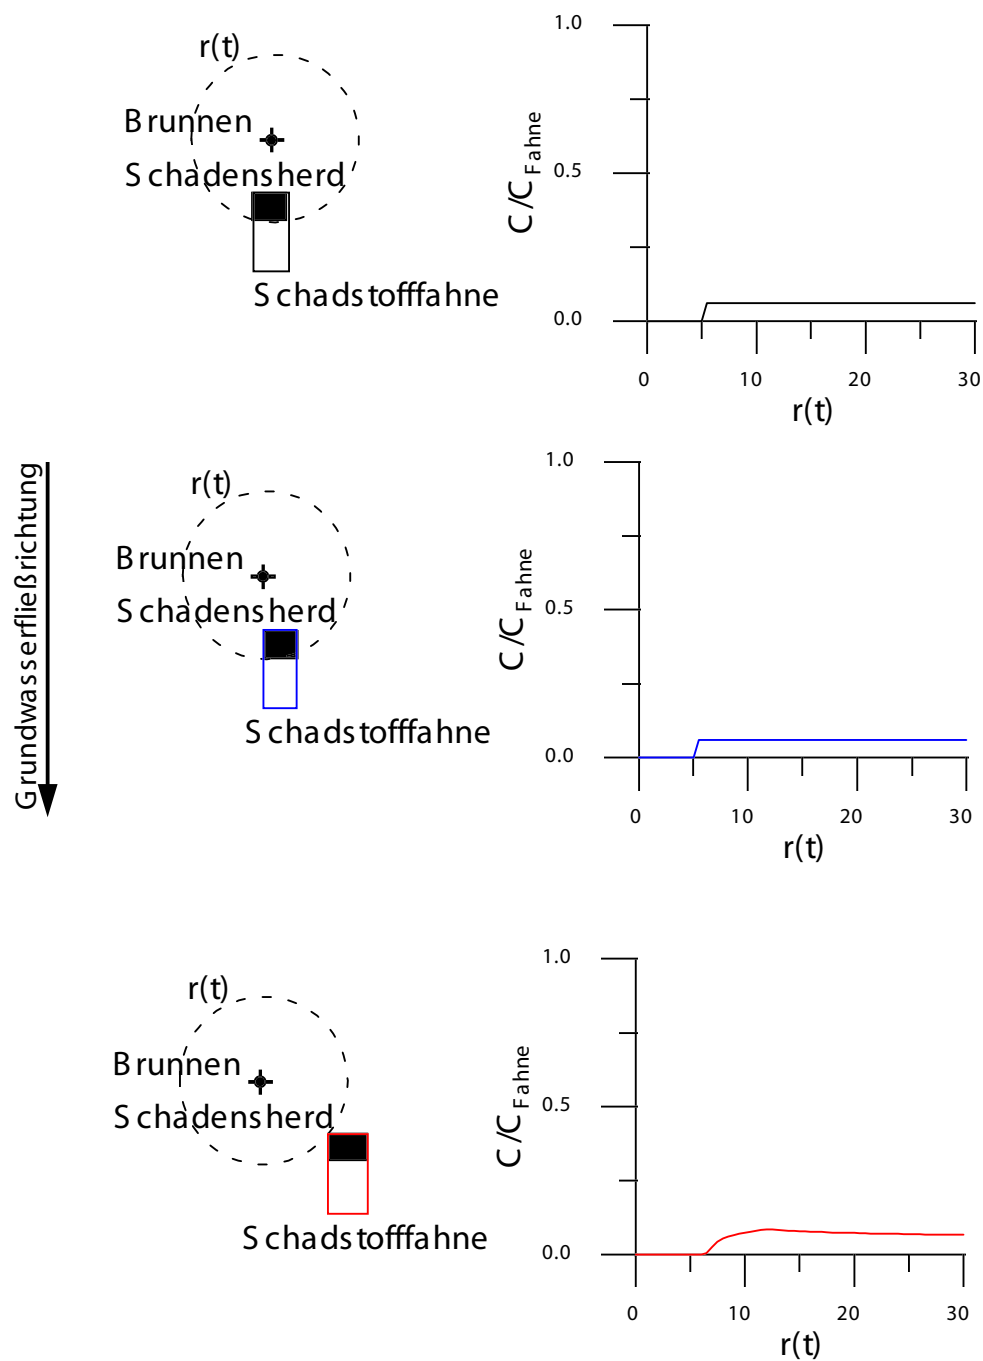 r(t)
Brunnen
Schadensherd
Schadstofffahne
C/C Fahne
1.0
0.5
0.0
0 10 20 30
r(t)
Grundwasserfließrichtung
r(t)
Brunnen
Schadensherd
Schadstofffahne
C/C Fahne
1.0
0.5
0.0
0 10 20 30
r(t)
r(t)
Brunnen
Schadensherd
Schadstofffahne
C/C Fahne
1.0
0.5
0.0
0 10 20 30
r(t)